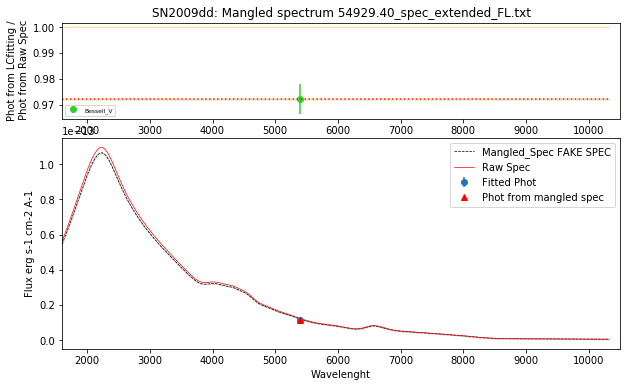 SN2009dd: Mangled spectrum 54929.40_spec_extended_FL.txt
Phot from LCfitting /
Phot from Raw Spec
1.00
0.99
0.98
0.97
Bessell_V
2000 3000 4000 5000 6000 7000 8000 9000 10000
1e−13
Flux erg s-1 cm-2 A-1
1.0
0.8
0.6
0.4
0.2
0.0
Mangled_Spec FAKE SPEC
Raw Spec
Fitted Phot
Phot from mangled spec
2000 3000 4000 5000 6000 7000 8000 9000 10000
Wavelenght